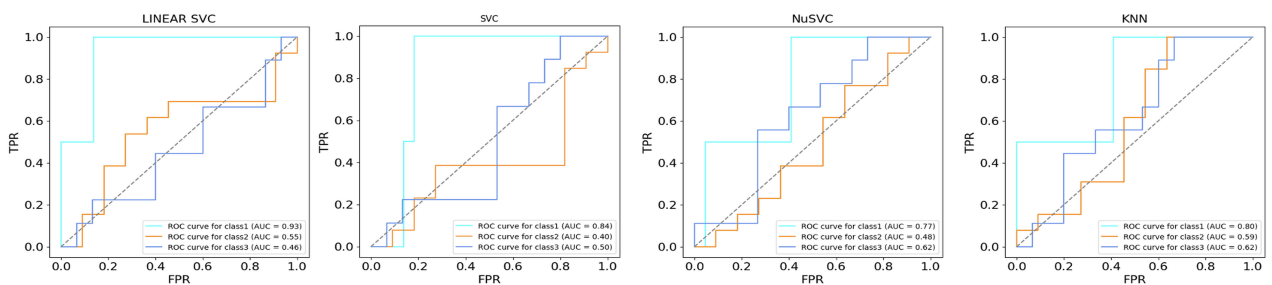 LINEAR SVC
1.0
0.8
0.6
0.4
0.2
0.0
TPR
ROC curve for class1 (AUC = 0.93)
ROC curve for class2 (AUC = 0.55)
ROC curve for class3 (AUC = 0.46)
0.0 0.2 0.4 0.6 0.8 1.0
FPR
SVC
1.0
0.8
0.6
0.4
0.2
0.0
TPR
ROC curve for class1 (AUC = 0.84)
ROC curve for class2 (AUC = 0.40)
ROC curve for class3 (AUC = 0.50)
0.0 0.2 0.4 0.6 0.8 1.0
FPR
NuSVC
1.0
0.8
0.6
0.4
0.2
0.0
TPR
ROC curve for class1 (AUC = 0.77)
ROC curve for class2 (AUC = 0.48)
ROC curve for class3 (AUC = 0.62)
0.0 0.2 0.4 0.6 0.8 1.0
FPR
KNN
1.0
0.8
0.6
0.4
0.2
0.0
TPR
ROC curve for class1 (AUC = 0.80)
ROC curve for class2 (AUC = 0.59)
ROC curve for class3 (AUC = 0.62)
0.0 0.2 0.4 0.6 0.8 1.0
FPR